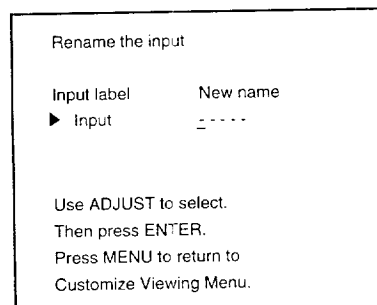 Rename the input
Input label New name
▶ Input - - - - -
Use ADJUST to select.
Then press ENTER.
Press MENU to return to
Customize Viewing Menu.